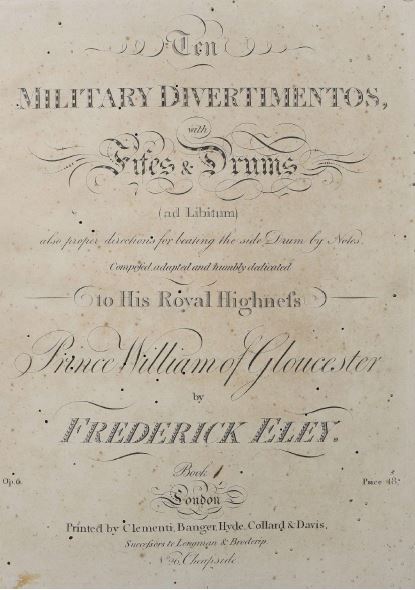 Ten
MILITARY DIVERTIMENTOS,
with
Fifes & Drums
(ad Libitum)
also proper directions for beating the side Drum by Notes.
Composed, adapted and humbly dedicated
to His Royal Highneſs
Prince William of Gloucester
by
FREDERICK ELEY.
Book 1
London
Op. 6. Price
Printed by Clementi, Banger, Hyde, Collard & Davis,
Successors to Longman & Broderip.
No. 26, Cheapside